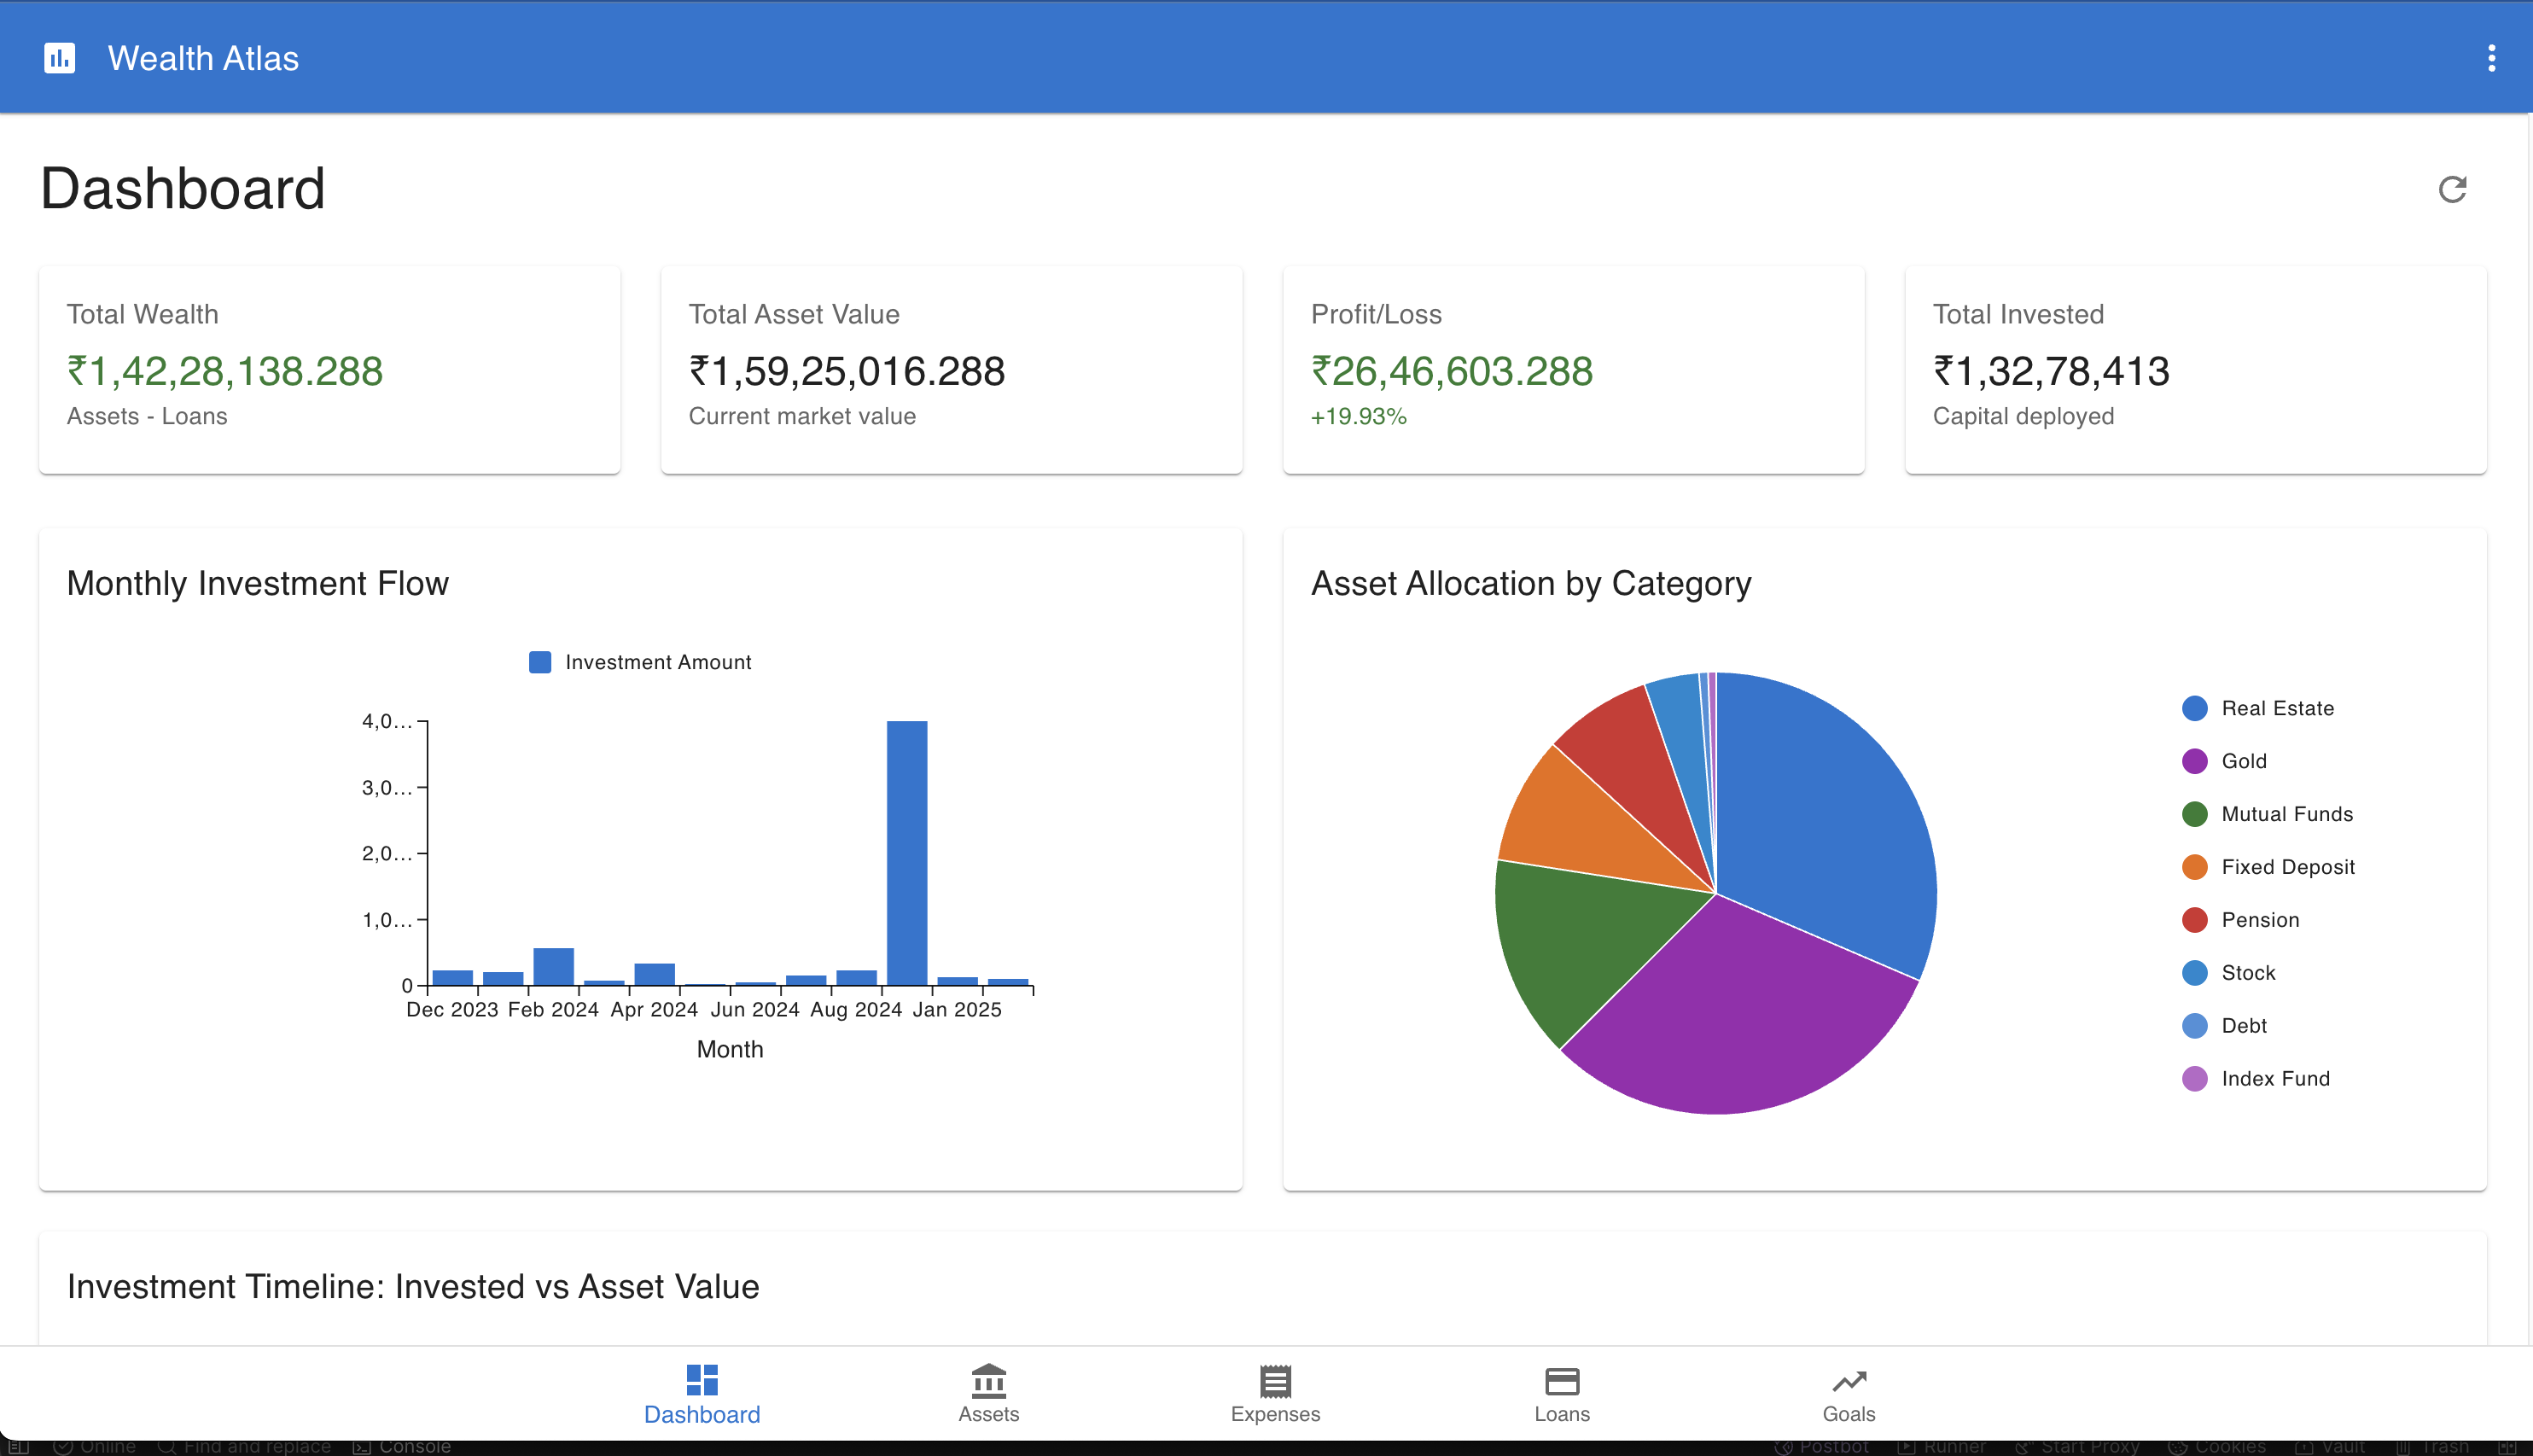 Wealth Atlas
Dashboard
Total Wealth
₹1,42,28,138.288
Assets - Loans
Total Asset Value
₹1,59,25,016.288
Current market value
Profit/Loss
₹26,46,603.288
+19.93%
Total Invested
₹1,32,78,413
Capital deployed
Monthly Investment Flow
Investment Amount
4,0...
3,0...
2,0...
1,0...
0
Dec 2023 Feb 2024 Apr 2024 Jun 2024 Aug 2024 Jan 2025
Month
Asset Allocation by Category
Real Estate
Gold
Mutual Funds
Fixed Deposit
Pension
Stock
Debt
Index Fund
Investment Timeline: Invested vs Asset Value
Dashboard
Assets
Expenses
Loans
Goals
Online Find and replace Console Postbot Runner Start Proxy Cookies Vault Trash